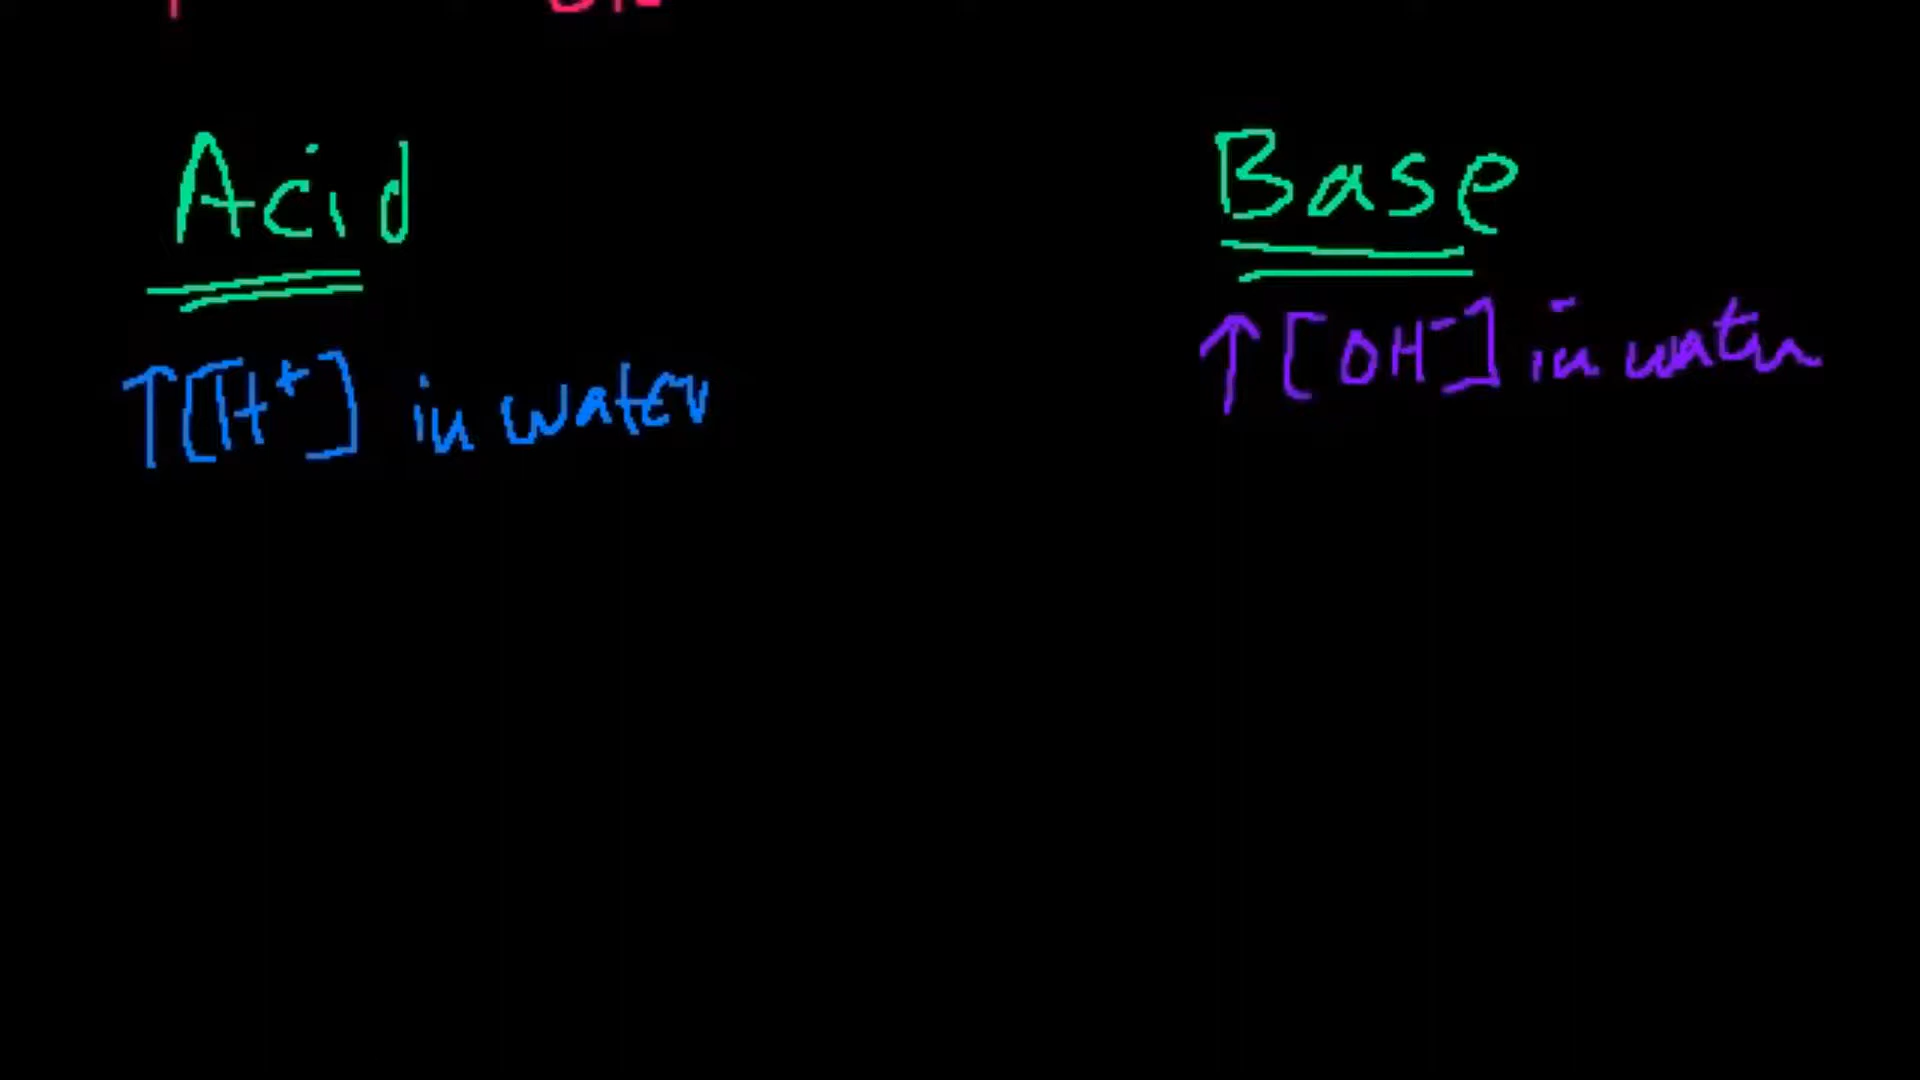 Acid
Base
↑[H⁺] in water
↑[OH⁻] in water